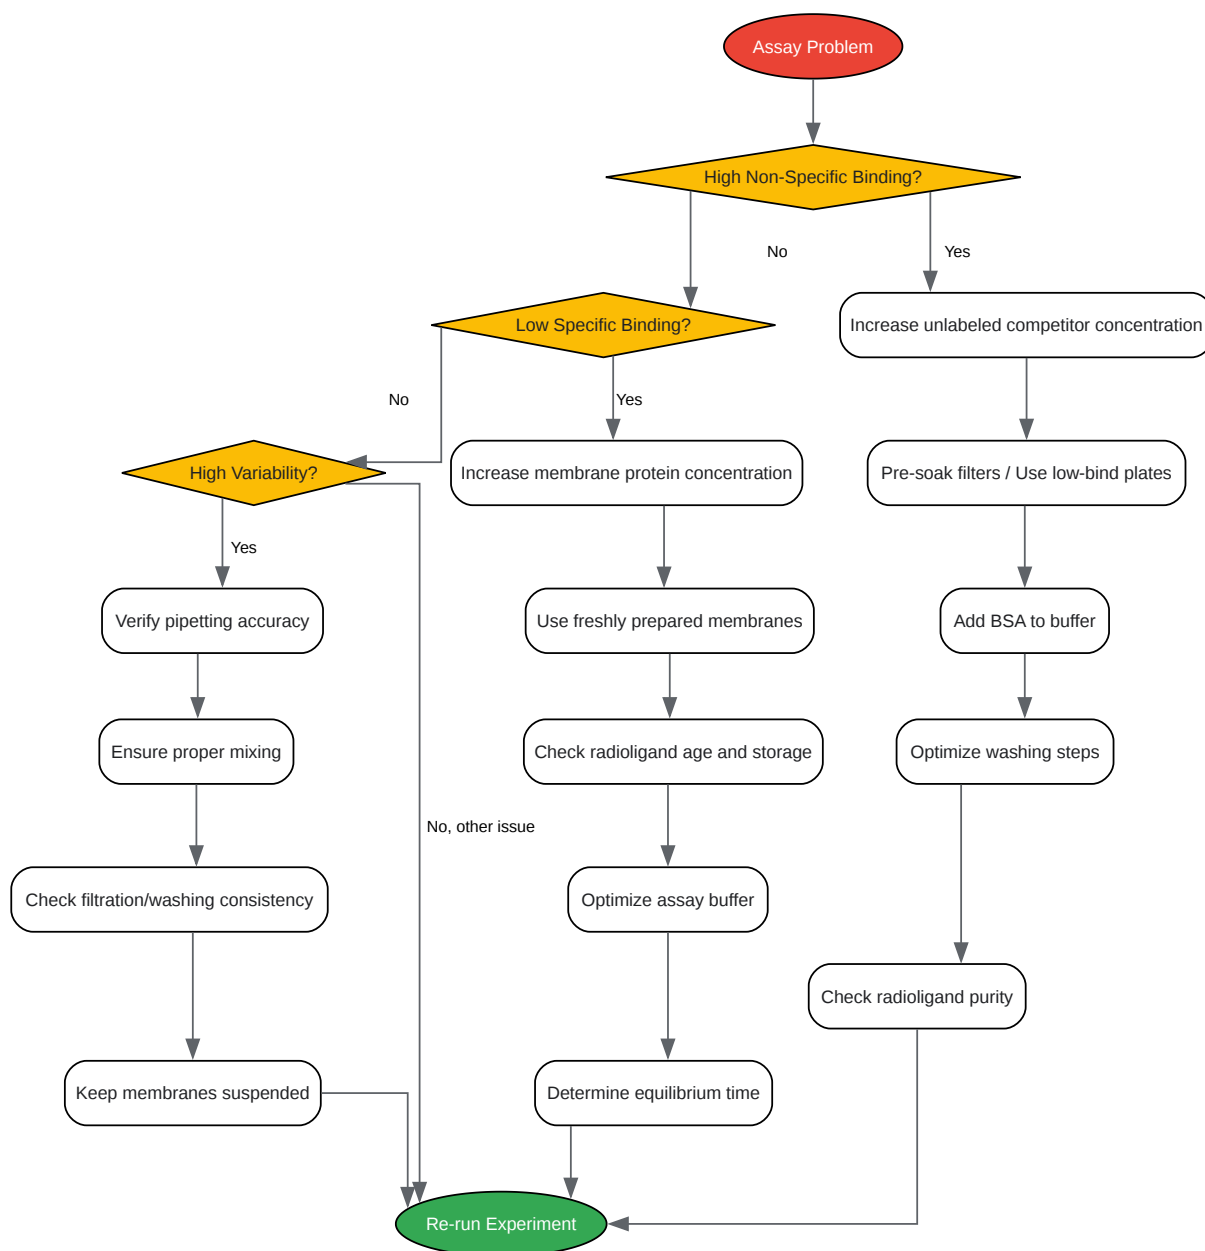 Assay Problem
High Non-Specific Binding?
No
Yes
Low Specific Binding?
Increase unlabeled competitor concentration
No
Yes
High Variability?
Increase membrane protein concentration
Pre-soak filters / Use low-bind plates
Yes
Verify pipetting accuracy
Use freshly prepared membranes
Add BSA to buffer
Ensure proper mixing
Check radioligand age and storage
Optimize washing steps
No, other issue
Check filtration/washing consistency
Optimize assay buffer
Check radioligand purity
Keep membranes suspended
Determine equilibrium time
Re-run Experiment